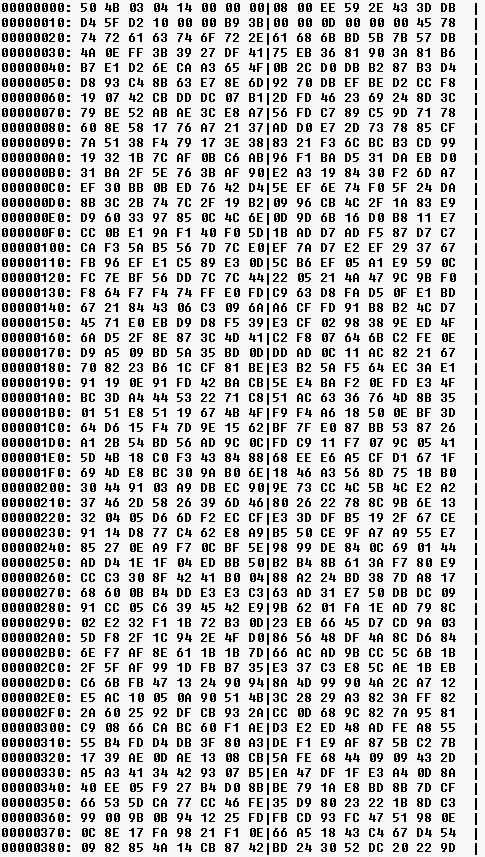 00000000: 50 4B 03 04 14 00 00 00|08 00 EE 59 2E 43 3D DB |
00000010: D4 5F D2 10 00 00 B9 3B|00 00 0D 00 00 00 45 78 |
00000020: 74 72 61 63 74 6F 72 2E|61 68 6B BD 5B 7B 57 DB |
00000030: 4A 0E FF 3B 39 27 DF 41|75 EB 36 81 90 3A 81 B6 |
00000040: B7 E1 D2 6E CA A3 65 4F|0B 2C D0 DB B2 87 B3 D4 |
00000050: D8 93 C4 8B 63 E7 8E 6D|92 70 DB EF BE D2 CC F8 |
00000060: 19 07 42 CB DD DC 07 B1|2D FD 46 23 69 24 8D 3C |
00000070: 79 BE 52 AB AE 3C E8 A7|56 FD C7 89 C5 9D 71 78 |
00000080: 60 8E 58 17 76 A7 21 37|AD D0 E7 2D 73 78 85 CF |
00000090: 7A 51 38 F4 79 17 3E 38|83 21 F3 6C BC B3 CD 99 |
000000A0: 19 32 1B 7C AF 0B C6 AB|96 F1 BA D5 31 DA EB D0 |
000000B0: 31 BA 2F 5E 76 3B AF 90|E2 A3 19 84 30 F2 6D A7 |
000000C0: EF 30 BB 0B ED 76 42 D4|5E EF 6E 74 F0 5F 24 DA |
000000D0: 8B 3C 2B 74 7C 2F 19 B2|09 96 CB 4C 2F 1A 83 E9 |
000000E0: D9 60 33 97 85 0C 4C 6E|0D 9D 6B 16 D0 B8 11 E7 |
000000F0: CC 0B E1 9A F1 40 F0 5D|1B AD D7 AD F5 87 D7 C7 |
00000100: CA F3 5A B5 56 7D 7C E0|EF 7A D7 E2 EF 29 37 67 |
00000110: FB 96 EF E1 C5 89 E3 0D|5C B6 EF 05 A1 E9 59 0C |
00000120: FC 7E BF 56 DD 7C 7C 44|22 05 21 4A 47 9C 9B F0 |
00000130: F8 64 F7 F4 74 FF E0 FD|C9 63 D8 FA D5 0F E1 BD |
00000140: 67 21 84 43 06 C3 09 6A|A6 CF FD 91 B8 B2 4C D7 |
00000150: 45 71 E0 EB D9 D8 F5 39|E3 CF 02 98 38 9E ED 4F |
00000160: 6A D5 2F 8E 87 3C 4D 41|C2 F8 07 64 6B C2 FE 0E |
00000170: D9 A5 09 BD 5A 35 BD 0D|DD AD 0C 11 AC 82 21 67 |
00000180: 70 82 23 B6 1C CF 81 BE|E3 B2 5A F5 64 EC 3A E1 |
00000190: 91 19 0E 91 FD 42 BA CB|5E E4 BA F2 0E FD E3 4F |
000001A0: BC 3D A4 44 53 22 71 C8|51 AC 63 36 76 4D 8B 35 |
000001B0: 01 51 E8 51 19 67 4B 4F|F9 F4 A6 18 50 0E BF 3D |
000001C0: 64 D6 15 F4 7D 9E 15 62|BF 7F E0 87 BB 53 87 26 |
000001D0: A1 2B 54 BD 56 AD 9C 0C|FD C9 11 F7 07 9C 05 41 |
000001E0: 5D 4B 18 C0 F3 43 84 88|68 EE E6 A5 CF D1 67 1F |
000001F0: 69 4D E8 BC 30 9A B0 6E|18 46 A3 56 8D 75 1B B0 |
00000200: 30 44 91 03 A9 DB EC 90|9E 73 CC 4C 5B 4C E2 A2 |
00000210: 37 46 2D 58 26 39 6D 46|80 26 22 78 8C 9B 6E 13 |
00000220: 32 04 05 D6 6D F2 EC CF|E3 3D DF B5 19 2F 67 CE |
00000230: 91 14 D8 77 C4 62 E8 A9|B5 50 CE 9F A7 A9 55 E7 |
00000240: 85 27 0E A9 F7 0C BF 5E|98 99 DE 84 0C 69 01 44 |
00000250: AD D4 1E 1F 04 ED BB 50|B2 B4 8B 61 3A F7 80 E9 |
00000260: CC C3 30 8F 42 41 B0 04|88 A2 24 BD 38 7D A8 17 |
00000270: 68 60 0B B4 DD E3 E3 C3|63 AD 31 E7 50 DB DC 09 |
00000280: 91 CC 05 C6 39 45 42 E9|9B 62 01 FA 1E AD 79 8C |
00000290: 02 E2 32 F1 1B 72 B3 0D|23 EB 66 45 D7 CD 9A 03 |
000002A0: 5D F8 2F 1C 94 2E 4F D0|86 56 48 DF 4A 8C D6 84 |
000002B0: 6E F7 AF 8E 61 1B 1B 7D|66 AC AD 9B CC 5C 6B 1B |
000002C0: 2F 5F AF 99 1D FB B7 35|E3 37 C3 E8 5C AE 1B EB |
000002D0: C6 6B FB 47 13 24 90 94|8A 4D 99 90 4A 2C A7 12 |
000002E0: E5 AC 10 05 0A 90 51 4B|3C 28 29 A3 82 3A FF 82 |
000002F0: 2A 60 25 92 DF CB 93 2A|CC 0D 68 9C 82 7A 95 81 |
00000300: C9 08 66 CA BC 60 F1 AE|D3 E2 ED 48 AD FE A8 55 |
00000310: 55 B4 FD D4 DB 3F 80 A3|DE F1 E9 AF 87 5B C2 7B |
00000320: 17 39 AE 0D AE 13 08 CB|5A FE 68 44 09 09 43 2D |
00000330: A5 A3 41 34 42 93 07 B5|EA 47 DF 1F E3 A4 0D 8A |
00000340: 40 EE 05 F9 27 B4 D0 8B|BE 79 1A E8 BD 8B 7D CF |
00000350: 66 53 5D CA 77 CC 46 FE|35 D9 80 23 22 1B 8D C3 |
00000360: 99 00 9B 0B 94 12 25 FD|FB CD 93 FC 47 51 98 0E |
00000370: 0C 8E 17 FA 98 21 F1 0E|66 A5 18 43 C4 67 D4 54 |
00000380: 09 82 85 4A 14 CB 87 42|BD 24 30 52 DC 20 22 9D |